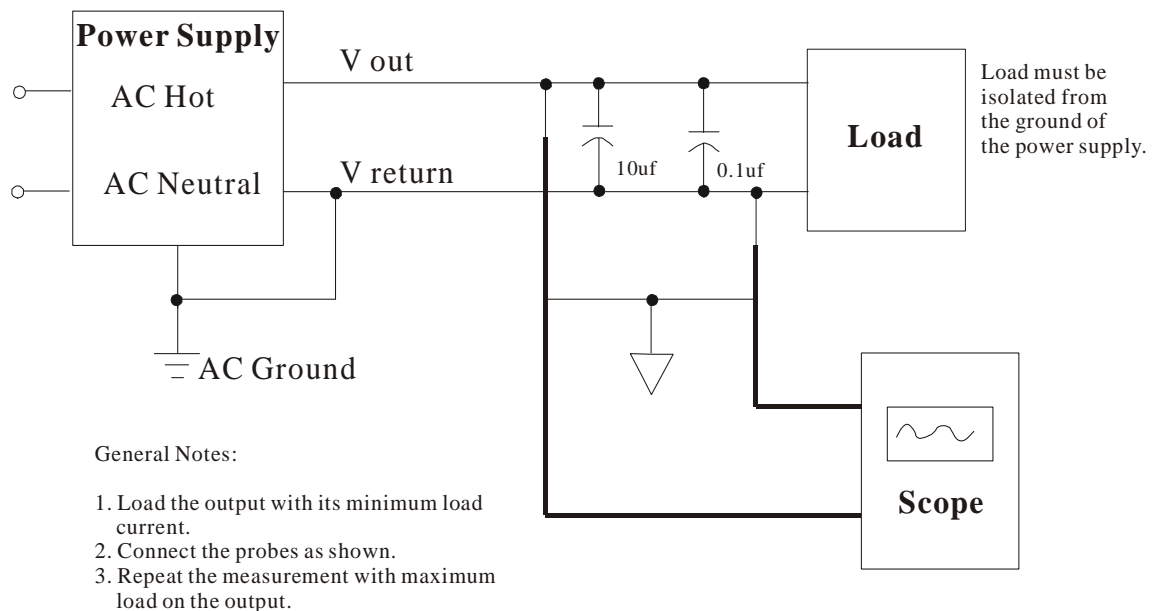 Power Supply
V out
AC Hot
AC Neutral
V return
10uf
0.1uf
Load
Load must be
isolated from
the ground of
the power supply.
AC Ground
Scope
General Notes:
1. Load the output with its minimum load
current.
2. Connect the probes as shown.
3. Repeat the measurement with maximum
load on the output.